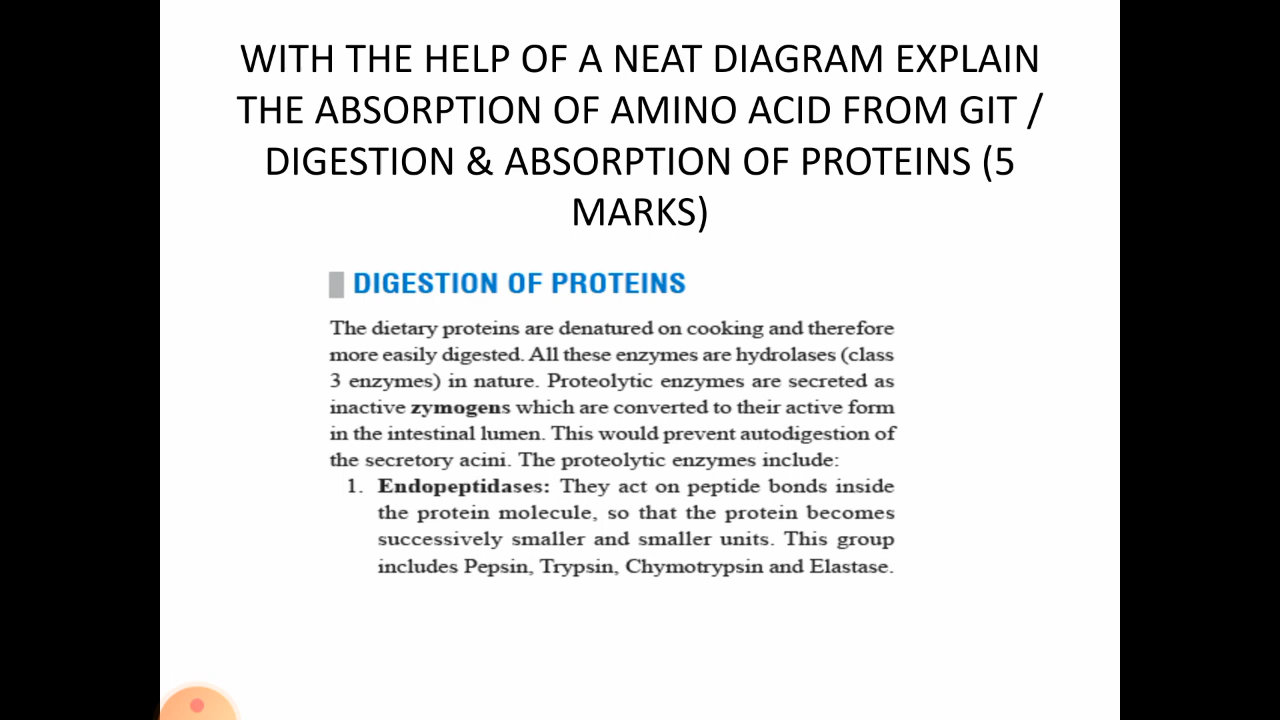 WITH THE HELP OF A NEAT DIAGRAM EXPLAIN
THE ABSORPTION OF AMINO ACID FROM GIT /
DIGESTION & ABSORPTION OF PROTEINS (5
MARKS)
DIGESTION OF PROTEINS
The dietary proteins are denatured on cooking and therefore
more easily digested. All these enzymes are hydrolases (class
3 enzymes) in nature. Proteolytic enzymes are secreted as
inactive zymogens which are converted to their active form
in the intestinal lumen. This would prevent autodigestion of
the secretory acini. The proteolytic enzymes include:
1. Endopeptidases: They act on peptide bonds inside
the protein molecule, so that the protein becomes
successively smaller and smaller units. This group
includes Pepsin, Trypsin, Chymotrypsin and Elastase.